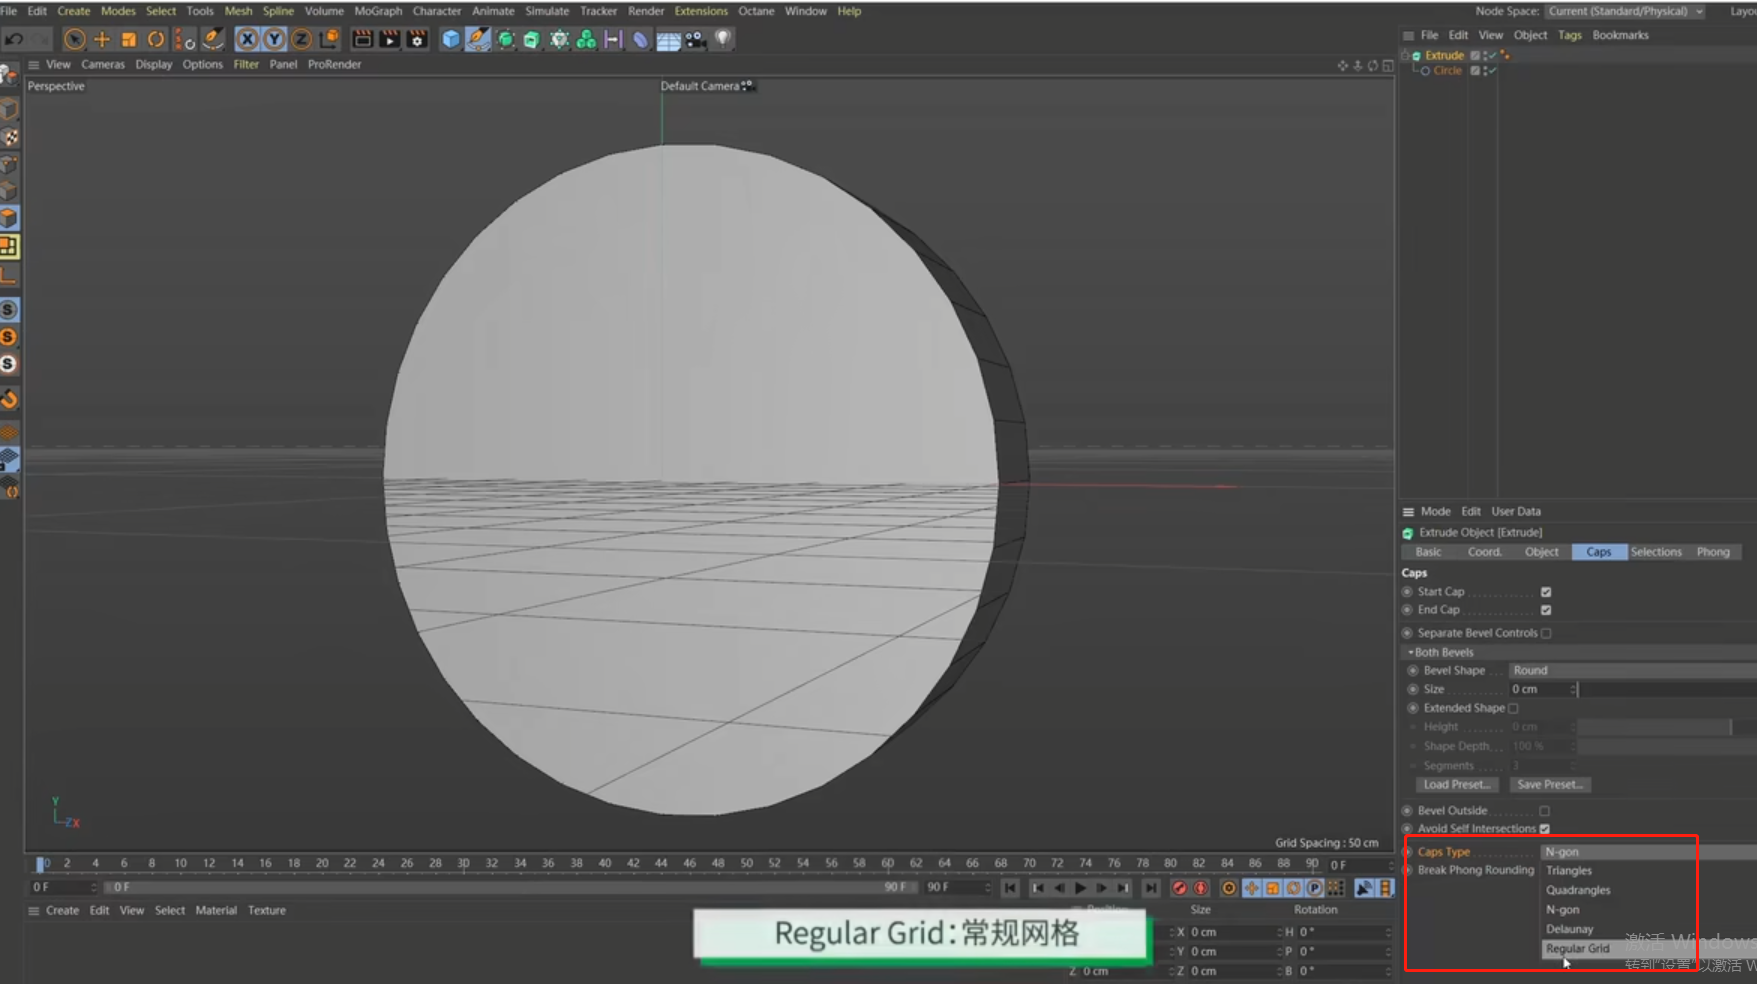 File Edit Create Modes Select Tools Mesh Spline Volume MoGraph Character Animate Simulate Tracker Render Extensions Octane Window Help
Node Space: Current (Standard/Physical)
File Edit View Object Tags Bookmarks
Extrude
Circle
View Cameras Display Options Filter Panel ProRender
Perspective
Default Camera
Mode Edit User Data
Extrude Object [Extrude]
Basic Coord. Object Caps Selections Phong
Caps
Start Cap
End Cap
Separate Bevel Controls
Both Bevels
Bevel Shape Round
Size 0 cm
Extended Shape
Height 0 cm
Shape Depth 100 %
Segments 3
Load Preset... Save Preset...
Bevel Outside
Avoid Self Intersections
Caps Type N-gon
Break Phong Rounding Triangles
Quadrangles
N-gon
Delaunay
Regular Grid
激活 Windows
Y
Z X
Grid Spacing : 50 cm
0 2 4 6 8 10 12 14 16 18 20 22 24 26 28 30 32 34 36 38 40 42 44 46 48 50 52 54 56 58 60 62 64 66 68 70 72 74 76 78 80 82 84 86 88 90 0 F
0 F 0 F 90 F 90 F
Create Edit View Select Material Texture
Position Size Rotation
X 0 cm H 0 °
Y 0 cm P 0 °
Z 0 cm Z 0 cm B 0 °
Regular Grid：常规网格